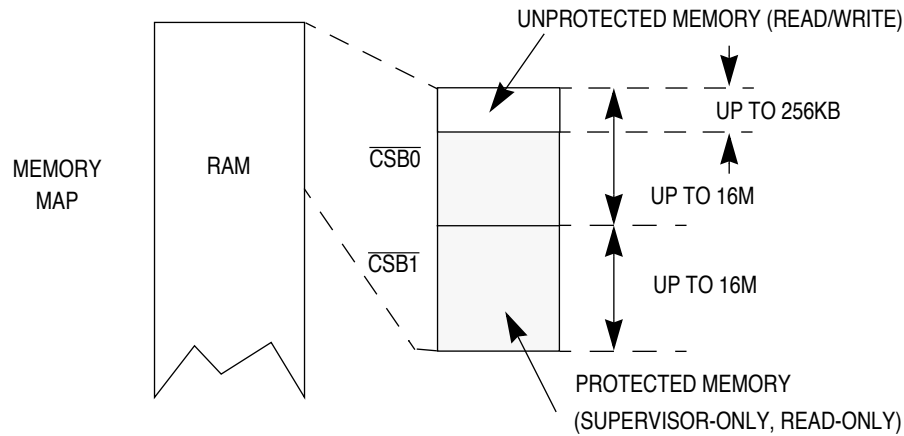 UNPROTECTED MEMORY (READ/WRITE)
UP TO 256KB
CSB0
RAM
MEMORY
MAP
UP TO 16M
CSB1
UP TO 16M
PROTECTED MEMORY
(SUPERVISOR-ONLY, READ-ONLY)